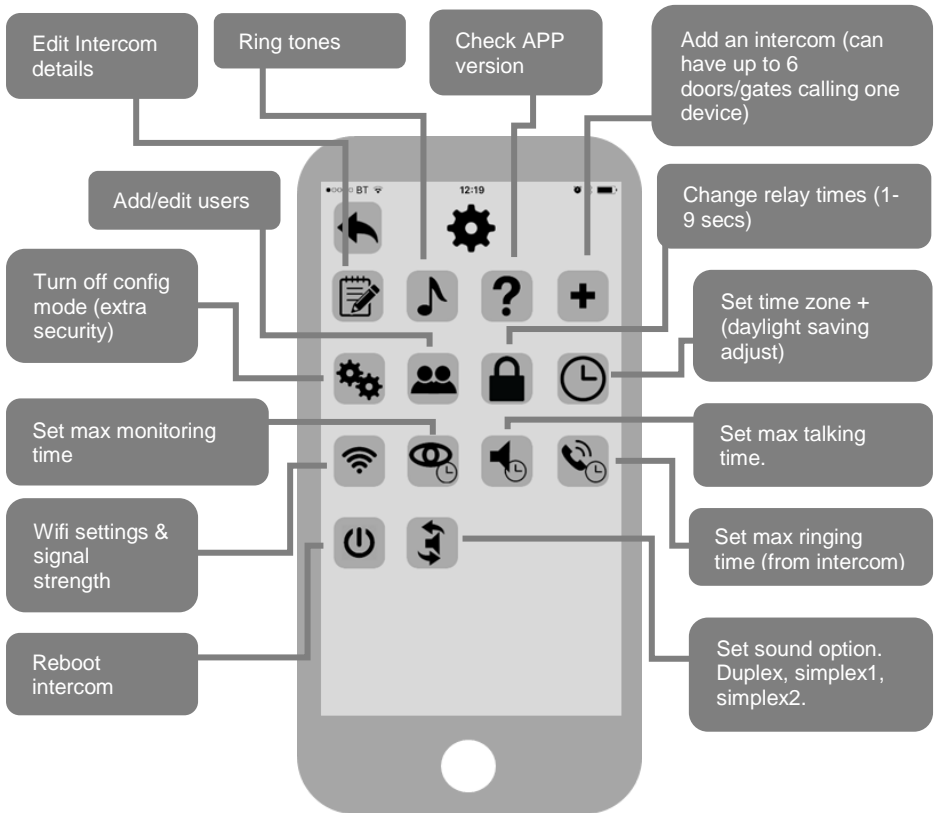 Edit Intercom
details
Ring tones
Check APP
version
Add an intercom (can
have up to 6
doors/gates calling one
device)
BT
12:19
Add/edit users
Change relay times (1-
9 secs)
Turn off config
mode (extra
security)
Set time zone +
(daylight saving
adjust)
Set max monitoring
time
Set max talking
time.
Wifi settings &
signal
strength
Set max ringing
time (from intercom)
Reboot
intercom
Set sound option.
Duplex, simplex1,
simplex2.